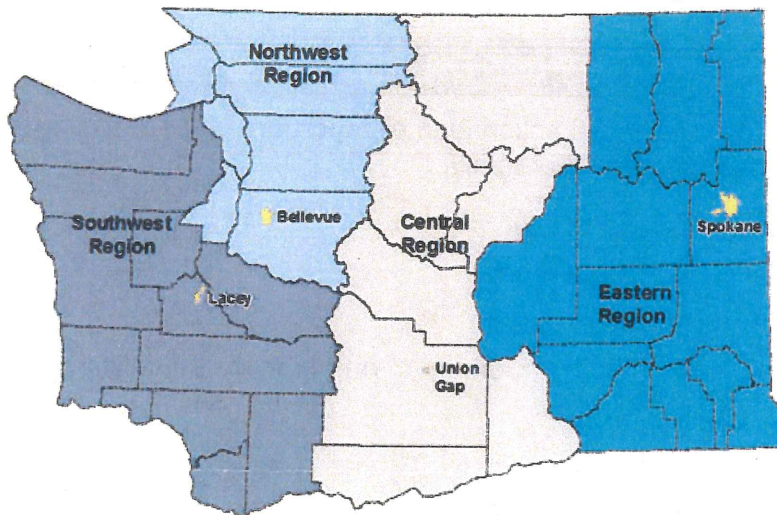 Northwest
Region
Southwest
Region
Bellevue
Central
Region
Spokane
Lacey
Eastern
Region
Union
Gap